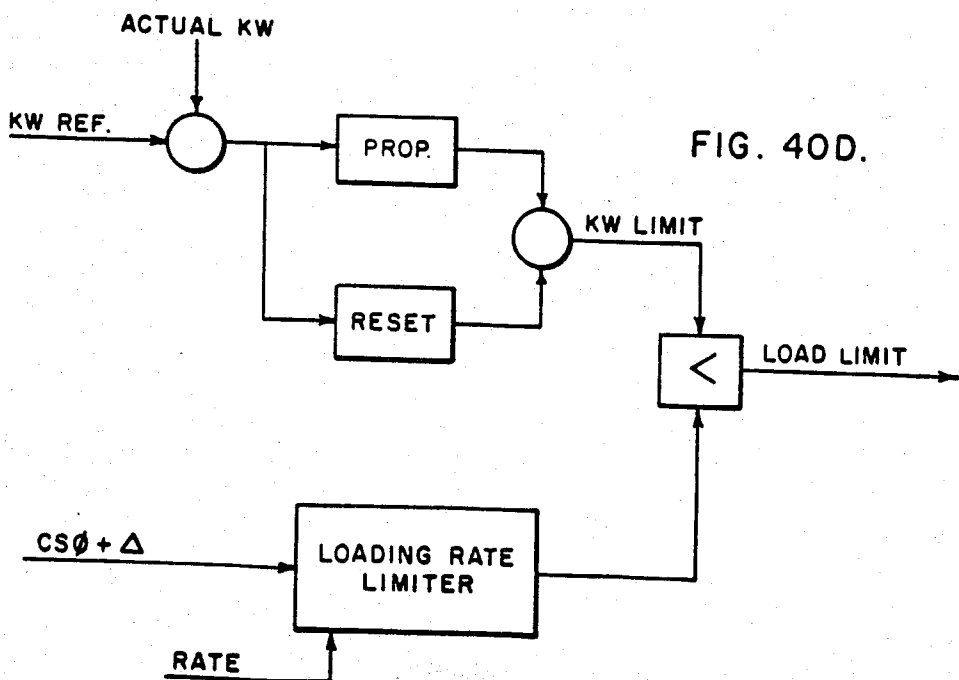 ACTUAL KW
KW REF.
PROP.
FIG. 40D.
KW LIMIT
RESET
<
LOAD LIMIT
CSØ + Δ
LOADING RATE
LIMITER
RATE